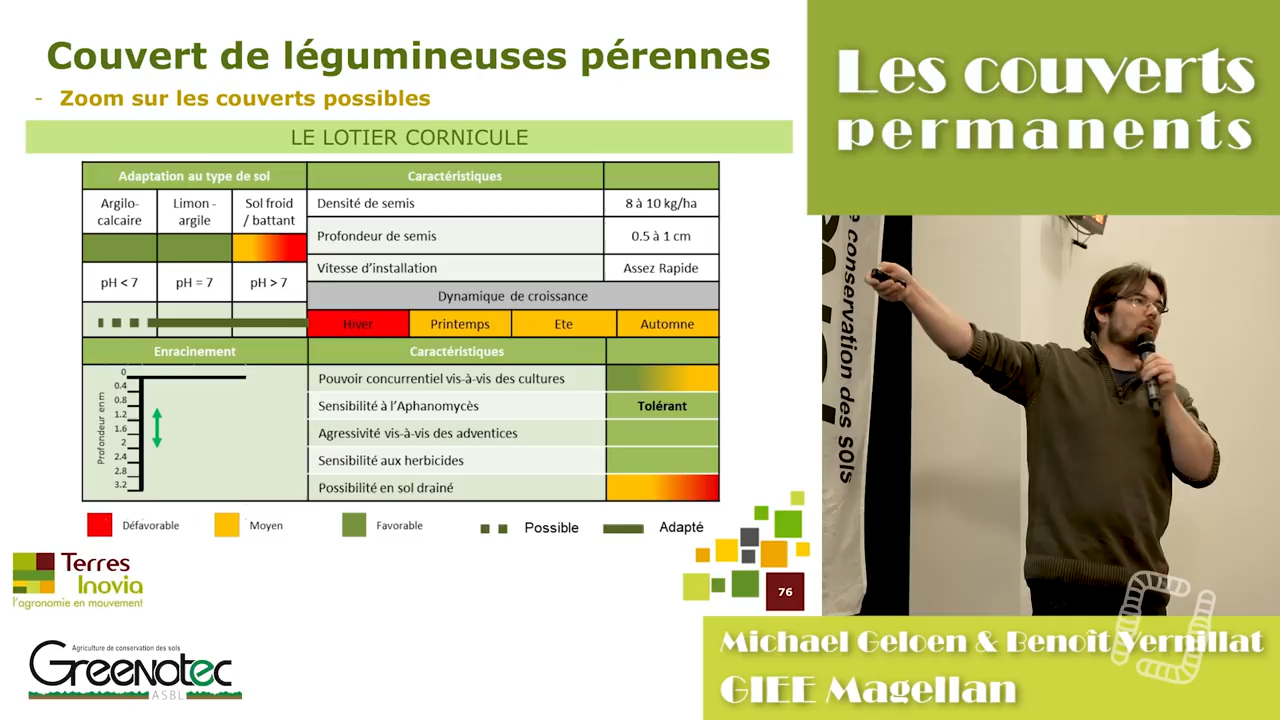 Couvert de légumineuses pérennes
- Zoom sur les couverts possibles
LE LOTIER CORNICULE
Adaptation au type de sol
Caractéristiques
Argilo-calcaire
Limon - argile
Sol froid / battant
Densité de semis
8 à 10 kg/ha
Profondeur de semis
0.5 à 1 cm
Vitesse d'installation
Assez Rapide
pH < 7
pH = 7
pH > 7
Dynamique de croissance
Hiver
Printemps
Ete
Automne
Enracinement
Caractéristiques
Profondeur en m
0
0.4
0.8
1.2
1.6
2
2.4
2.8
3.2
Pouvoir concurrentiel vis-à-vis des cultures
Sensibilité à l'Aphanomycès
Tolérant
Agressivité vis-à-vis des adventices
Sensibilité aux herbicides
Possibilité en sol drainé
Défavorable
Moyen
Favorable
Possible
Adapté
Terres
Inovia
l'agronomie en mouvement
76
Agriculture de conservation des sols
Greenotec
ASBL
Les couverts
permanents
conservation des sols
Michael Geloen & Benoît Vernillat
GIEE Magellan